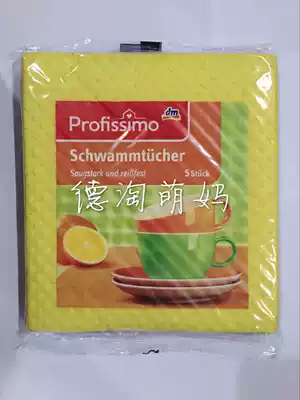 Profissimo
dm
Schwammtücher
Saugstark und reißfest
5 Stück
德淘萌妈